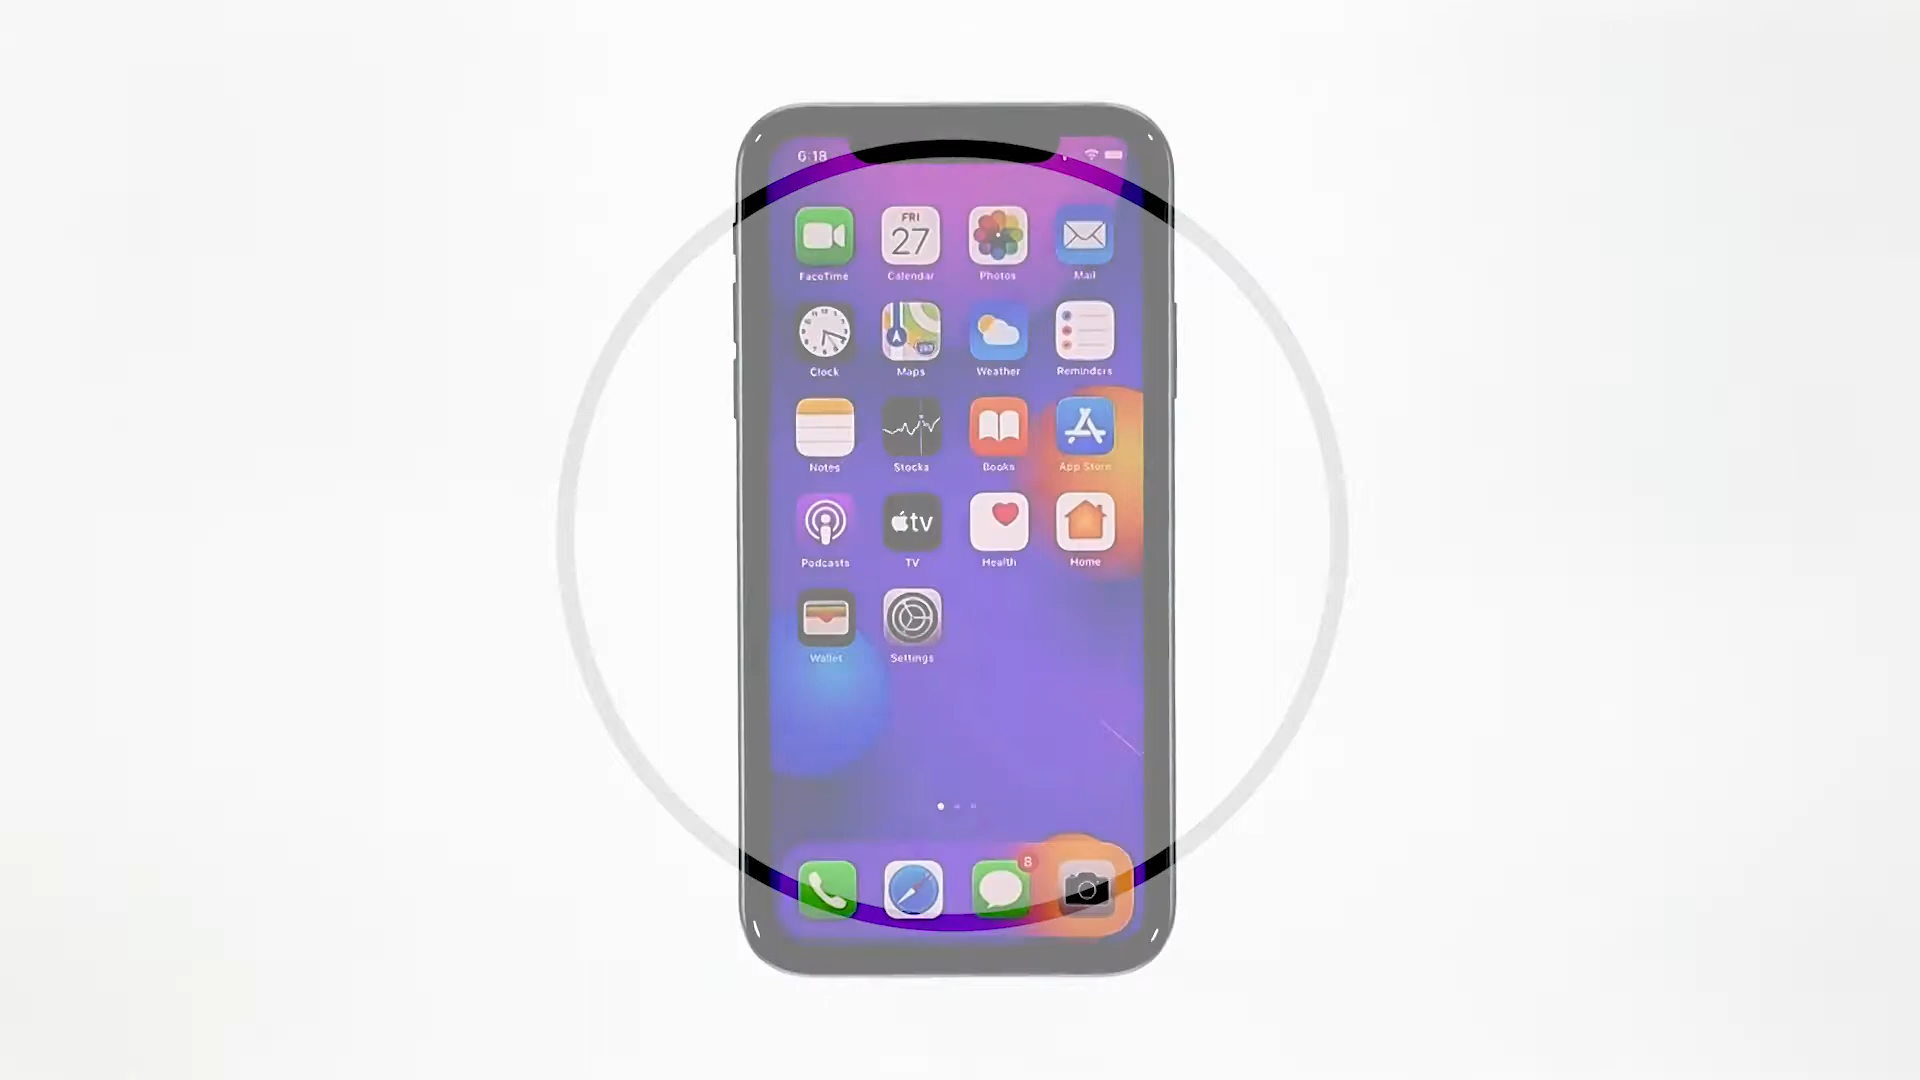 6:18
FRI
27
FaceTime Calendar Photos Mail
Clock Maps Weather Reminders
Notes Stocks Books App Store
tv
Podcasts TV Health Home
Wallet Settings
8